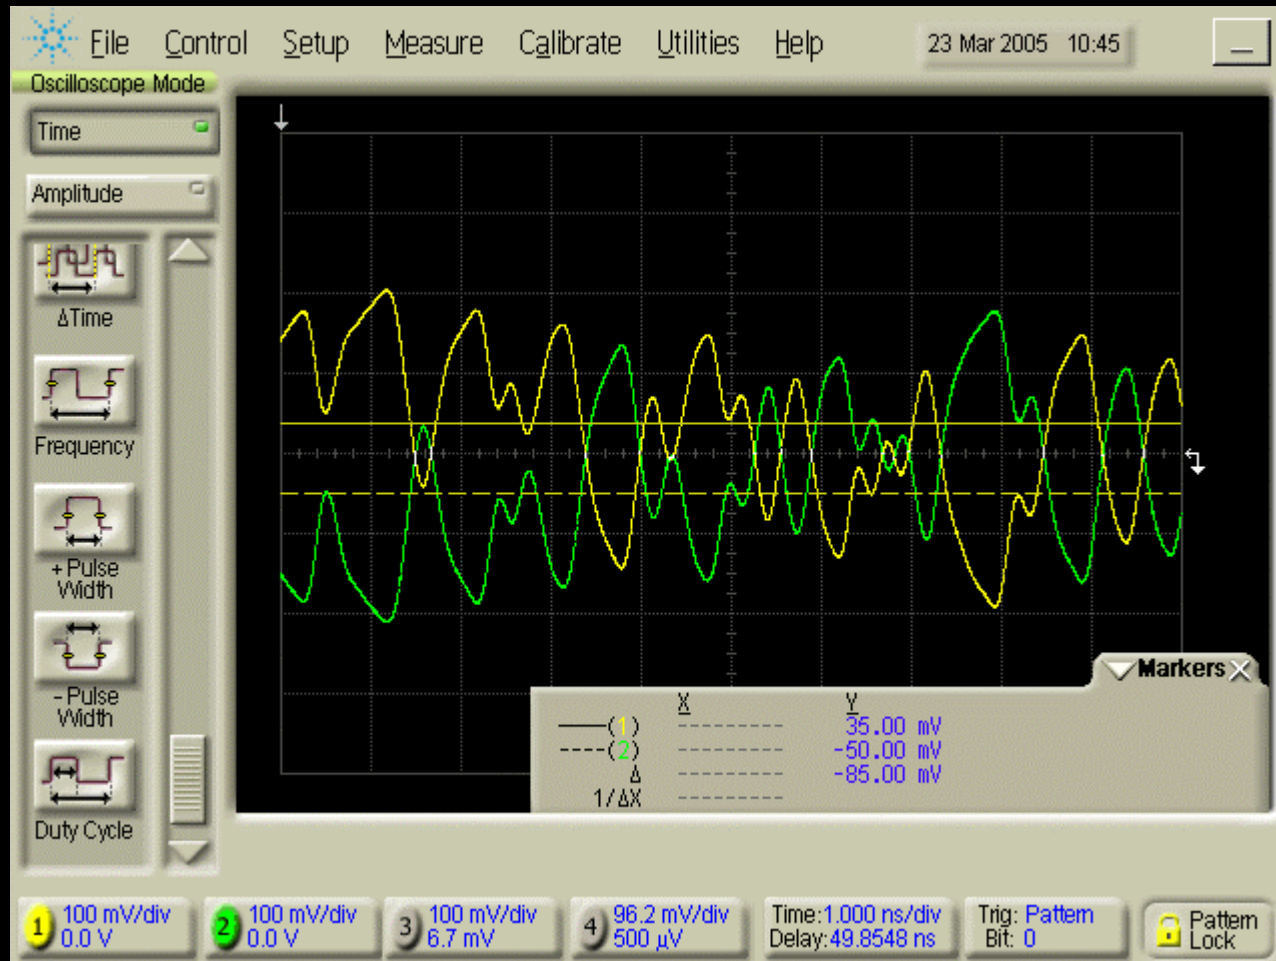 File Control Setup Measure Calibrate Utilities Help 23 Mar 2005 10:45
Oscilloscope Mode
Time
Amplitude
ΔTime
Frequency
+ Pulse
Width
- Pulse
Width
Duty Cycle
Markers
X Y
(1) --------- 35.00 mV
(2) --------- -50.00 mV
Δ --------- -85.00 mV
1/ΔX ---------
1 100 mV/div
0.0 V
2 100 mV/div
0.0 V
3 100 mV/div
6.7 mV
4 96.2 mV/div
500 µV
Time:1.000 ns/div
Delay:49.8548 ns
Trig: Pattern
Bit: 0
Pattern
Lock